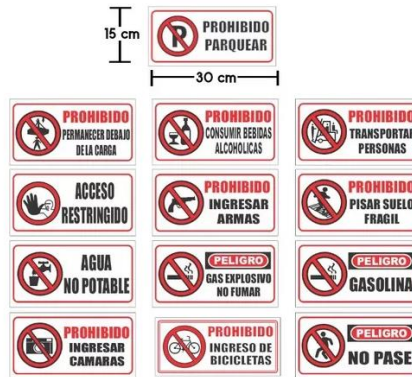 15 cm
PROHIBIDO
PARQUEAR
30 cm
PROHIBIDO
PERMANECER DEBAJO
DE LA CARGA
PROHIBIDO
CONSUMIR BEBIDAS
ALCOHOLICAS
PROHIBIDO
TRANSPORTAR
PERSONAS
ACCESO
RESTRINGIDO
PROHIBIDO
INGRESAR
ARMAS
PROHIBIDO
PISAR SUELO
FRAGIL
AGUA
NO POTABLE
PELIGRO
GAS EXPLOSIVO
NO FUMAR
PELIGRO
GASOLINA
PROHIBIDO
INGRESAR
CAMARAS
PROHIBIDO
INGRESO DE
BICICLETAS
PELIGRO
NO PASE